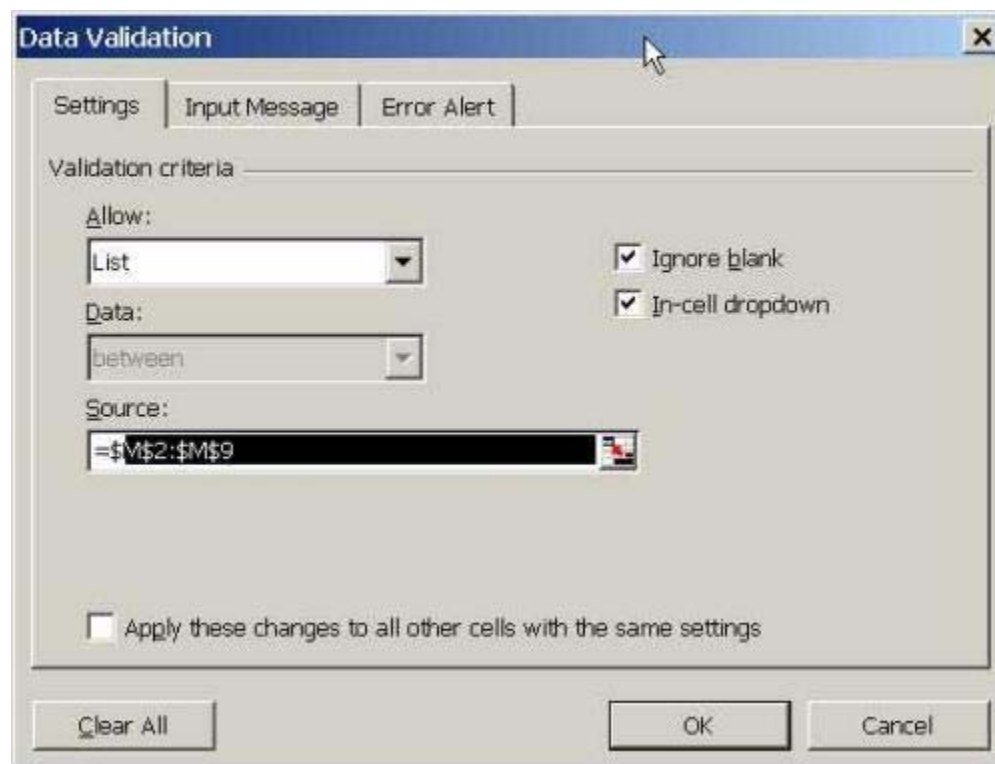 Data Validation
Settings
Input Message
Error Alert
Validation criteria
Allow:
List
Ignore blank
In-cell dropdown
Data:
between
Source:
=$M$2:$M$9
Apply these changes to all other cells with the same settings
Clear All
OK
Cancel